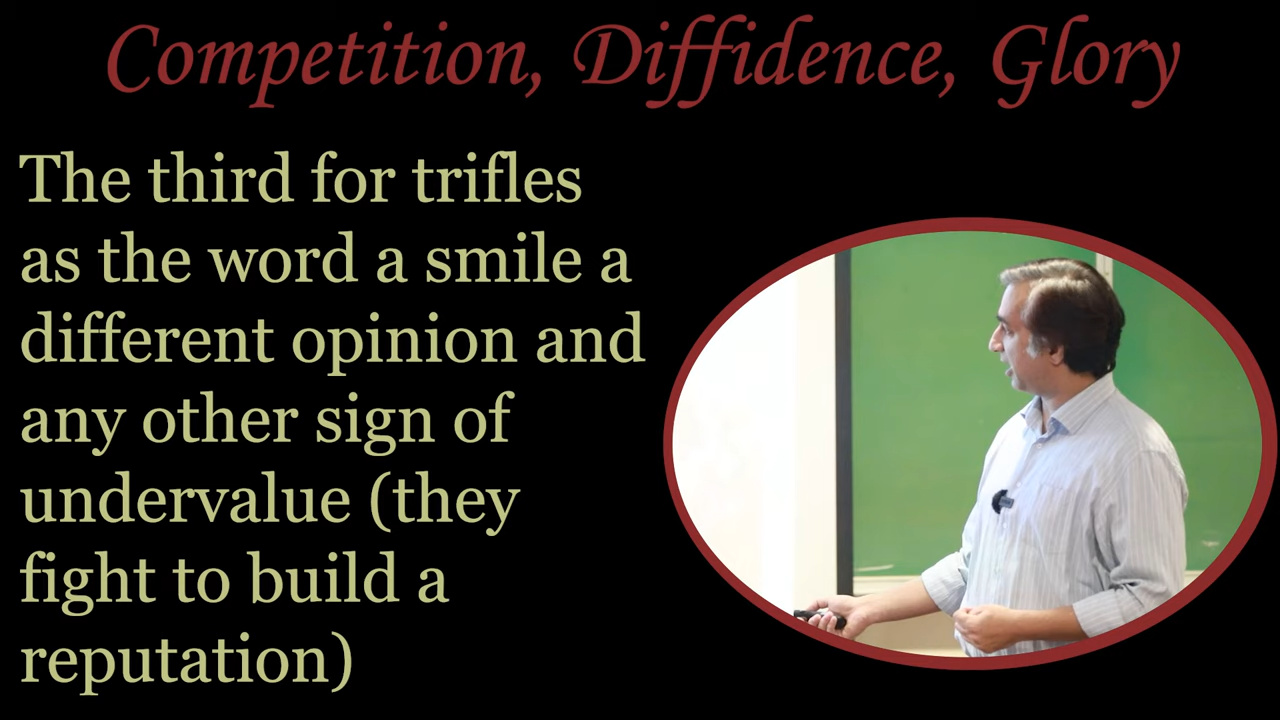 Competition, Diffidence, Glory
The third for trifles
as the word a smile a
different opinion and
any other sign of
undervalue (they
fight to build a
reputation)